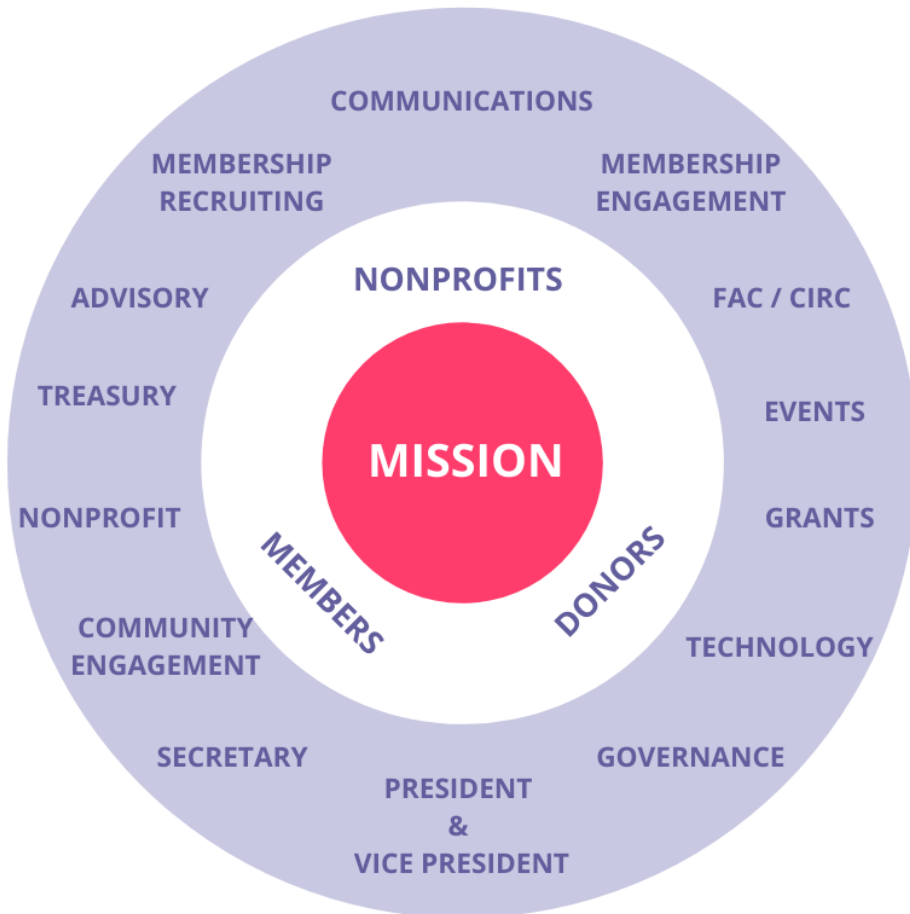 COMMUNICATIONS
MEMBERSHIP
RECRUITING
MEMBERSHIP
ENGAGEMENT
NONPROFITS
ADVISORY
FAC / CIRC
TREASURY
EVENTS
MISSION
NONPROFIT
GRANTS
MEMBERS
DONORS
COMMUNITY
ENGAGEMENT
TECHNOLOGY
SECRETARY
GOVERNANCE
PRESIDENT
&
VICE PRESIDENT